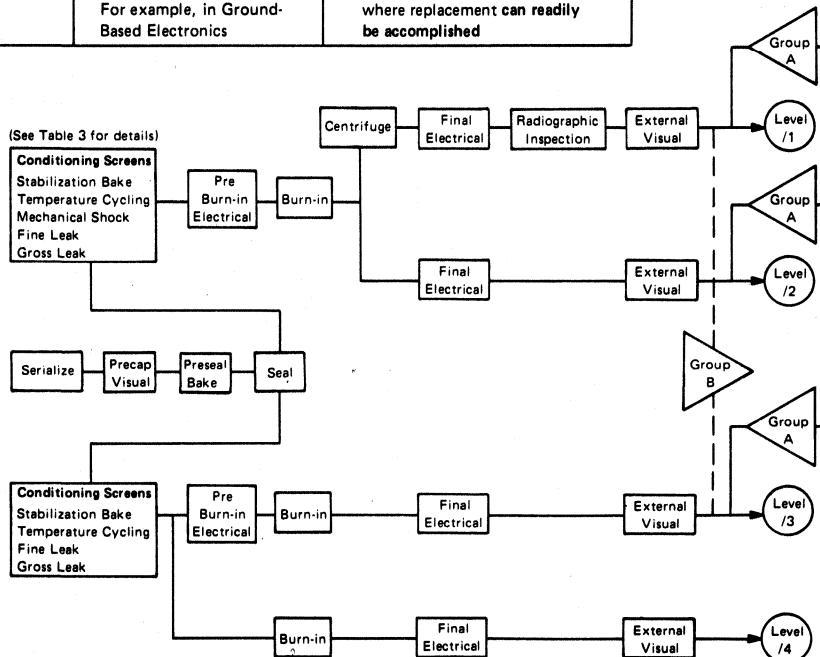 For example, in Ground-
Based Electronics
where replacement can readily
be accomplished
Group
A
(See Table 3 for details)
Centrifuge
Final
Electrical
Radiographic
Inspection
External
Visual
Level
/1
Conditioning Screens
Stabilization Bake
Temperature Cycling
Mechanical Shock
Fine Leak
Gross Leak
Pre
Burn-in
Electrical
Burn-in
Group
A
Final
Electrical
External
Visual
Level
/2
Serialize
Precap
Visual
Preseal
Bake
Seal
Group
B
Group
A
Conditioning Screens
Stabilization Bake
Temperature Cycling
Fine Leak
Gross Leak
Pre
Burn-in
Electrical
Burn-in
Final
Electrical
External
Visual
Level
/3
Burn-in
Final
Electrical
External
Visual
Level
/4